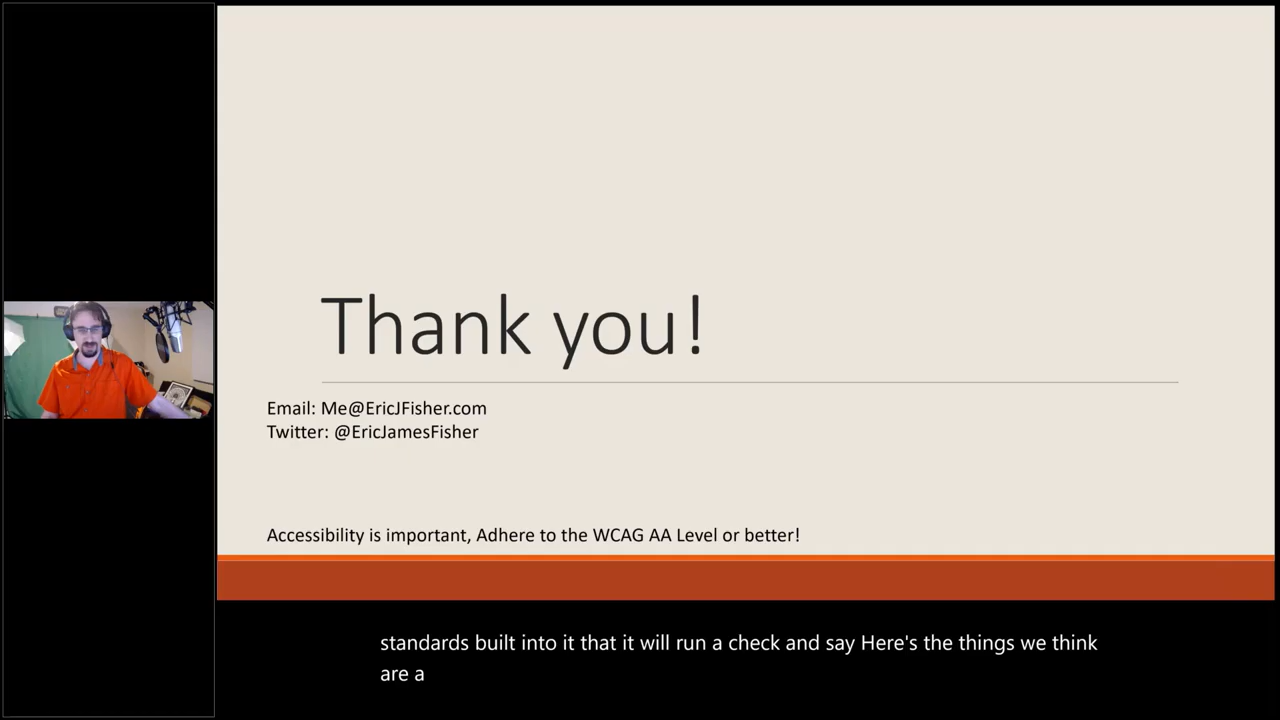 Thank you!
Email: Me@EricJFisher.com
Twitter: @EricJamesFisher
Accessibility is important, Adhere to the WCAG AA Level or better!
standards built into it that it will run a check and say Here's the things we think
are a